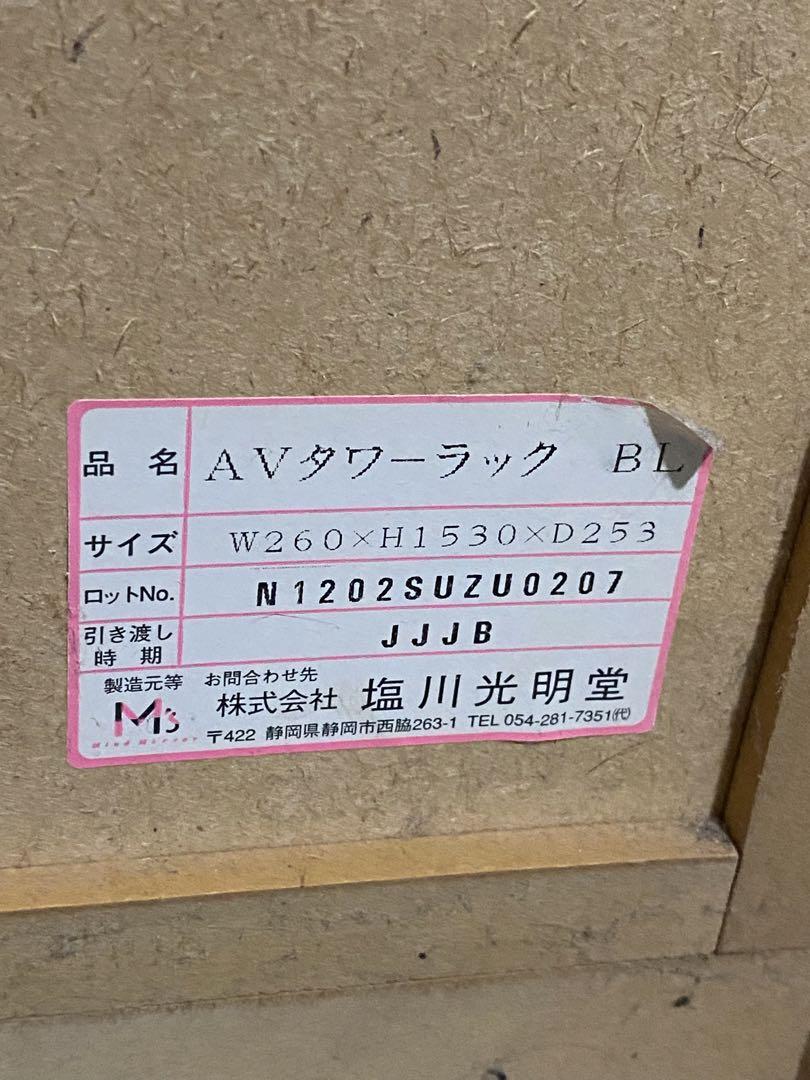 品名 AVタワーラック BL
サイズ W260×H1530×D253
ロットNo. N1202SUZU0207
引き渡し時期 JJJB
製造元等 お問合わせ先
M's 株式会社 塩川光明堂
〒422 静岡県静岡市西脇263-1 TEL 054-281-7351㈹